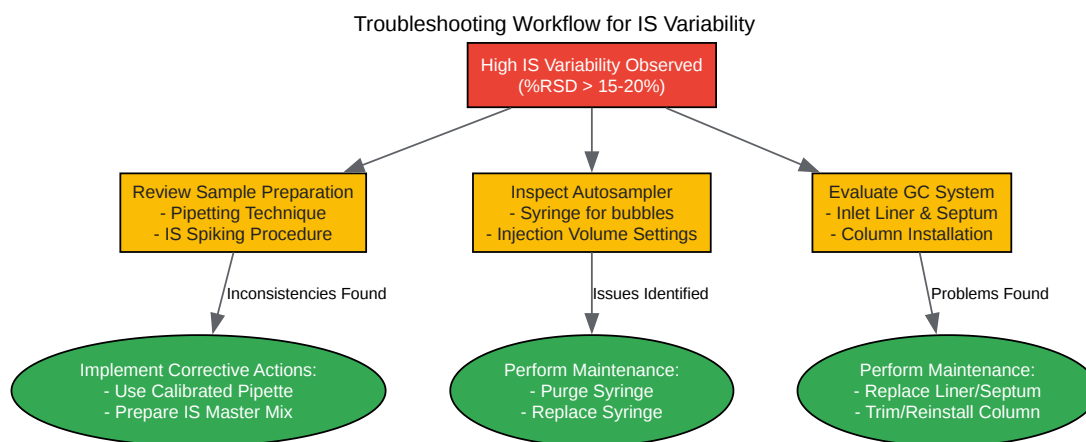 Troubleshooting Workflow for IS Variability
High IS Variability Observed
(%RSD > 15-20%)
Review Sample Preparation
- Pipetting Technique
- IS Spiking Procedure
Inspect Autosampler
- Syringe for bubbles
- Injection Volume Settings
Evaluate GC System
- Inlet Liner & Septum
- Column Installation
Inconsistencies Found
Issues Identified
Problems Found
Implement Corrective Actions:
- Use Calibrated Pipette
- Prepare IS Master Mix
Perform Maintenance:
- Purge Syringe
- Replace Syringe
Perform Maintenance:
- Replace Liner/Septum
- Trim/Reinstall Column